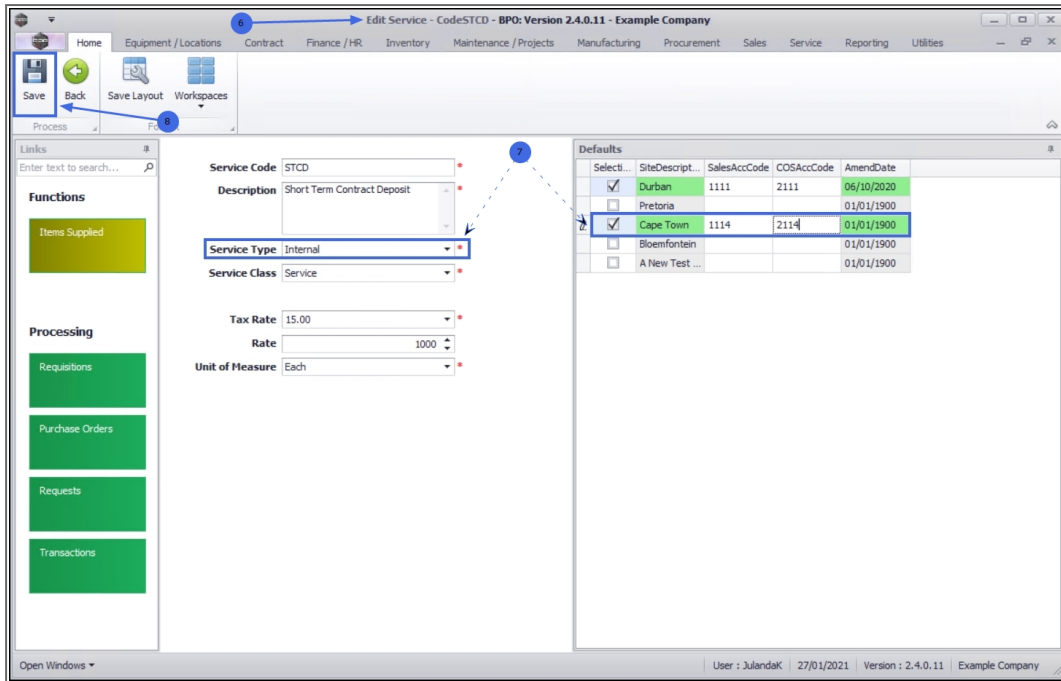 6
Edit Service - CodeSTCD - BPO: Version 2.4.0.11 - Example Company
Home Equipment / Locations Contract Finance / HR Inventory Maintenance / Projects Manufacturing Procurement Sales Service Reporting Utilities
Save Back Save Layout Workspaces
8
Process Fo
Links
Enter text to search...
Functions
Items Supplied
Processing
Requisitions
Purchase Orders
Requests
Transactions
Service Code STCD *
Description Short Term Contract Deposit *
Service Type Internal *
Service Class Service *
Tax Rate 15.00 *
Rate 1000
Unit of Measure Each *
7
Defaults
Selecti... SiteDescript... SalesAccCode COSAccCode AmendDate
Durban 1111 2111 06/10/2020
Pretoria 01/01/1900
Cape Town 1114 2114 01/01/1900
Bloemfontein 01/01/1900
A New Test ... 01/01/1900
Open Windows
User : JulandaK 27/01/2021 Version : 2.4.0.11 Example Company